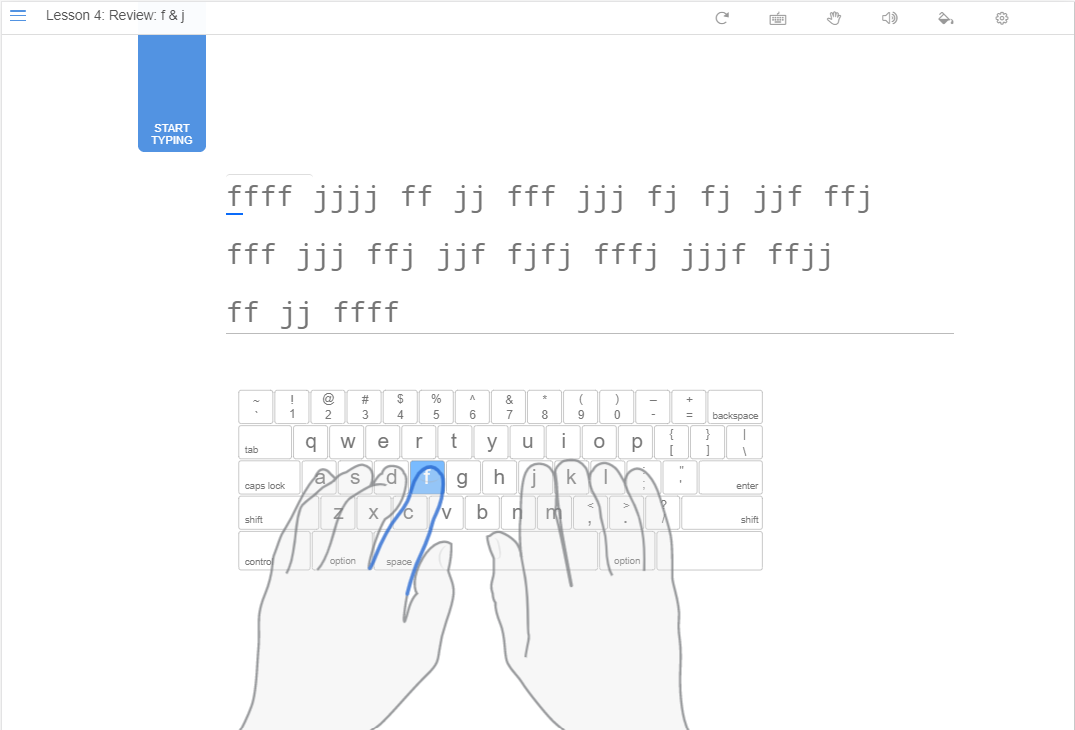 Lesson 4: Review: f & j
START
TYPING
ffff jjjj ff jj fff jjj fj fj jjf ffj
fff jjj ffj jjf fjfj fffj jjjf ffjj
ff jj ffff
~ ! @ # $ % ^ & * ( ) – +
` 1 2 3 4 5 6 7 8 9 0 - = backspace
tab q w e r t y u i o p { [ } ] | \
caps lock a s d f g h j k l : ; " ' enter
shift z x c v b n m < , > . ? / shift
control option space option